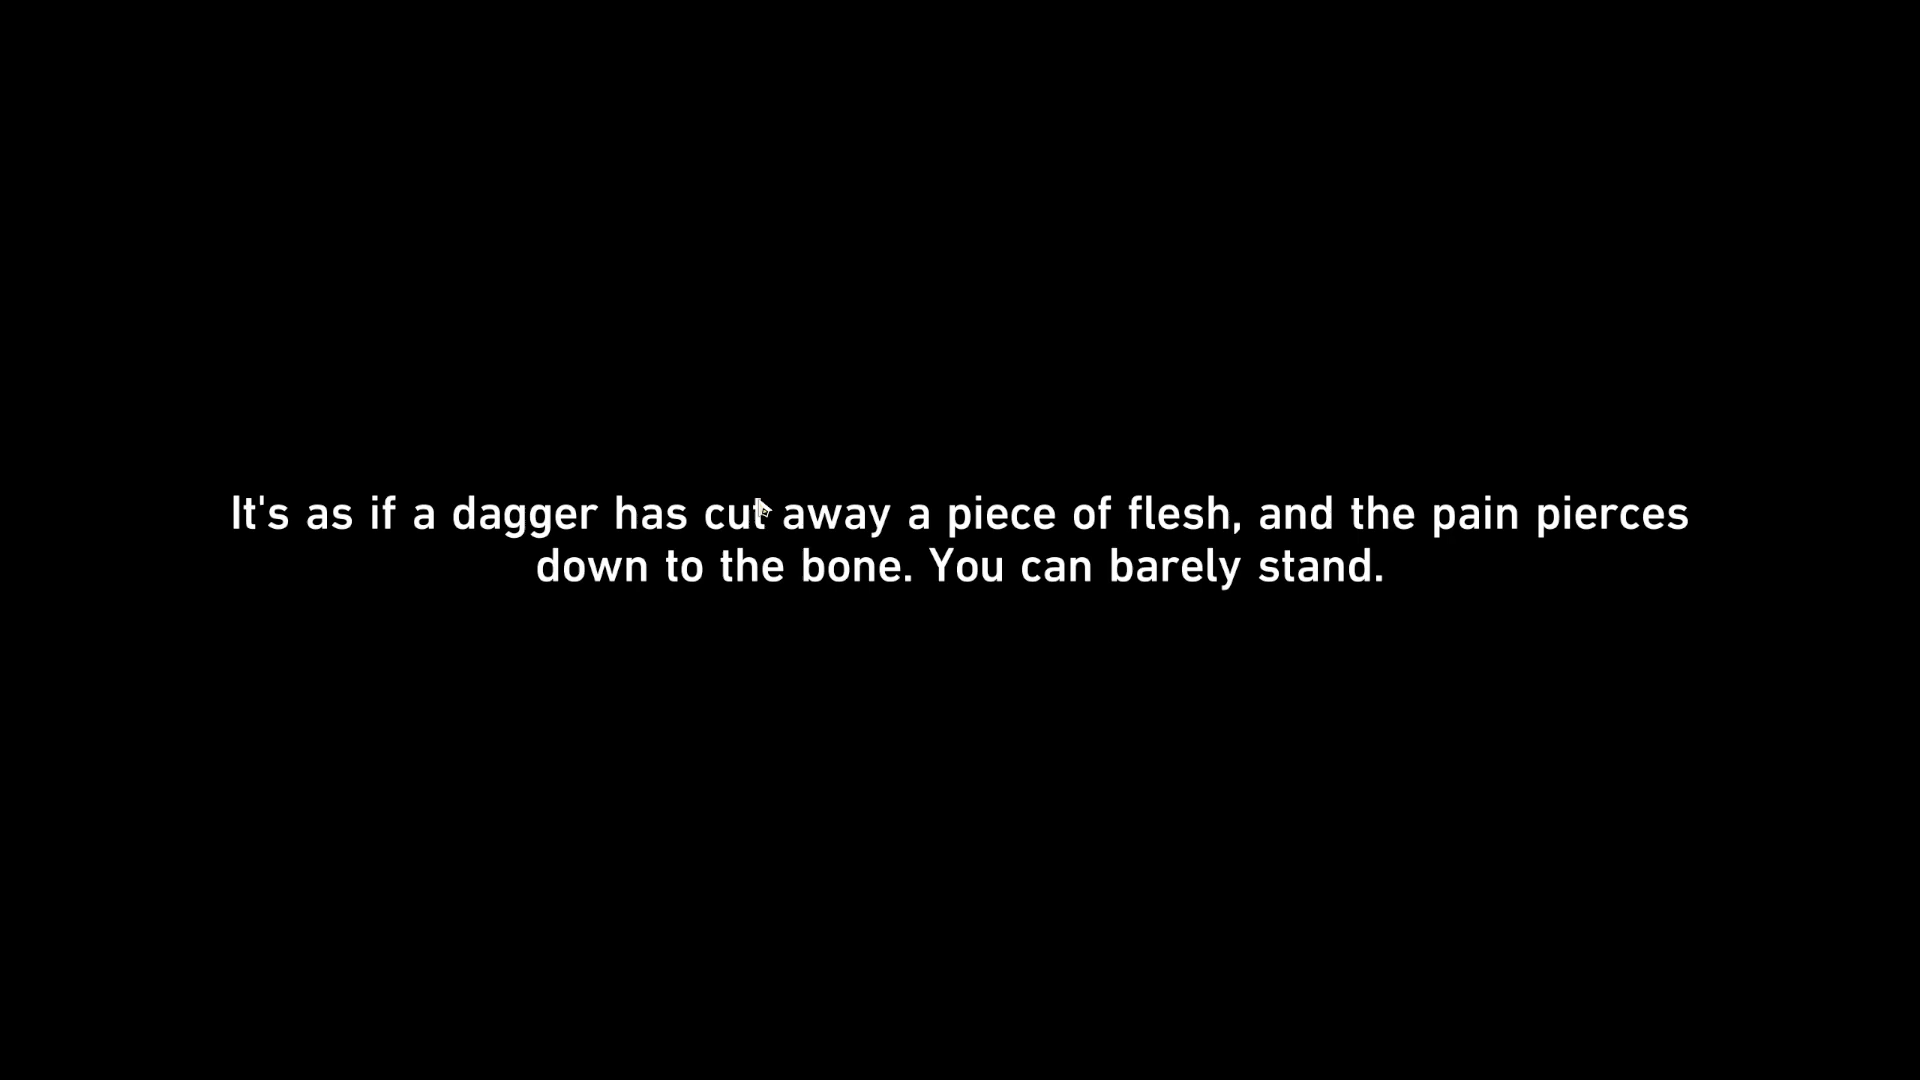 It's as if a dagger has cut away a piece of flesh, and the pain pierces
down to the bone. You can barely stand.